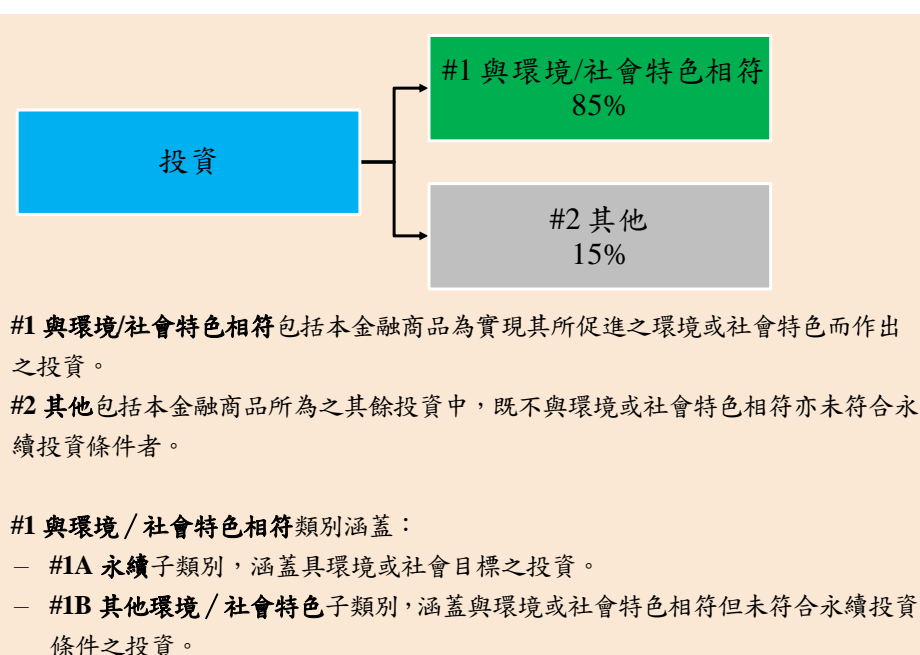 #1 與環境/社會特色相符
85%
投資
#2 其他
15%
#1 與環境/社會特色相符包括本金融商品為實現其所促進之環境或社會特色而作出
之投資。
#2 其他包括本金融商品所為之其餘投資中，既不與環境或社會特色相符亦未符合永
續投資條件者。
#1 與環境／社會特色相符類別涵蓋：
– #1A 永續子類別，涵蓋具環境或社會目標之投資。
– #1B 其他環境／社會特色子類別，涵蓋與環境或社會特色相符但未符合永續投資
條件之投資。